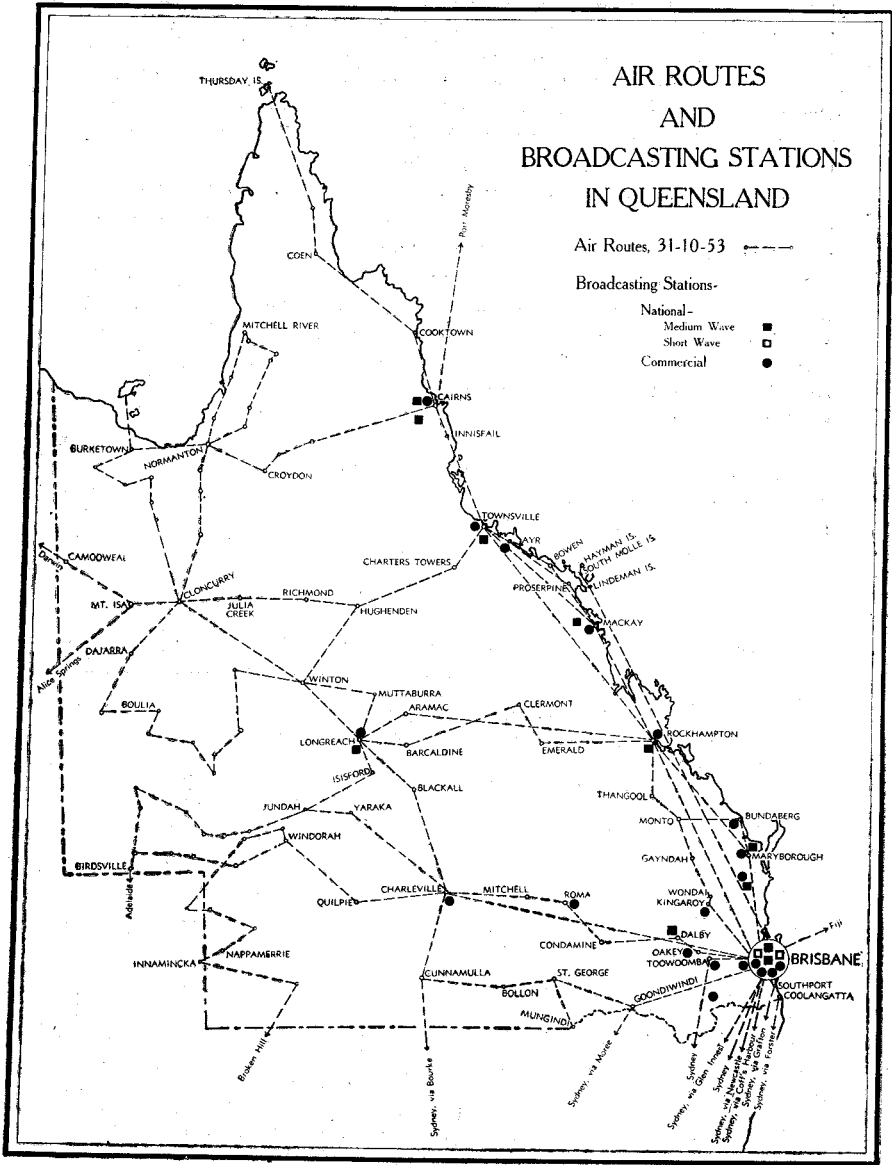 AIR ROUTES
AND
BROADCASTING STATIONS
IN QUEENSLAND
Air Routes, 31-10-53
Broadcasting Stations-
National-
Medium Wave
Short Wave
Commercial
THURSDAY IS.
Port Moresby
COEN
MITCHELL RIVER
COOKTOWN
CAIRNS
INNISFAIL
BURKETOWN
NORMANTON
CROYDON
TOWNSVILLE
AYR
BOWEN
HAYMAN IS.
SOUTH MOLLE IS.
LINDEMAN IS.
PROSERPINE
CHARTERS TOWERS
Darwin
CAMOOWEAL
CLONCURRY
MT. ISA
JULIA
CREEK
RICHMOND
HUGHENDEN
MACKAY
DAJARRA
Alice Springs
WINTON
BOULIA
MUTTABURRA
ARAMAC
CLERMONT
LONGREACH
BARCALDINE
EMERALD
ROCKHAMPTON
ISISFORD
BLACKALL
THANGOOL
JUNDAH
YARAKA
MONTO
BUNDABERG
WINDORAH
MARYBOROUGH
GAYNDAH
BIRDSVILLE
Adelaide
QUILPIE
CHARLEVILLE
MITCHELL
ROMA
WONDAI
KINGAROY
CONDAMINE
DALBY
OAKEY
TOOWOOMBA
Fiji
BRISBANE
INNAMINCKA
NAPPAMERRIE
CUNNAMULLA
BOLLON
ST. GEORGE
GOONDIWINDI
MUNGINDI
SOUTHPORT
COOLANGATTA
Broken Hill
Sydney, via Bourke
Sydney, via Moree
Sydney
Sydney, via Glen Innes
Sydney
Sydney, via Newcastle
Sydney, via Coff's Harbour
Sydney, via Grafton
Sydney, via Forster